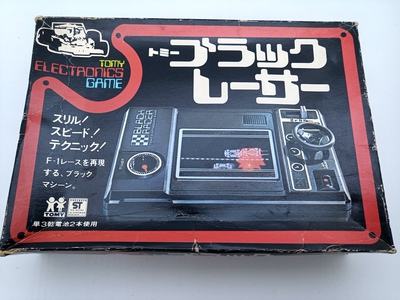 TOMY
ELECTRONICS
GAME
トミー
ブラック
レーサー
スリル!
スピード!
テクニック!
F-1レースを再現
する、ブラック
マシーン。
TOMY
ST
単3乾電池2本使用